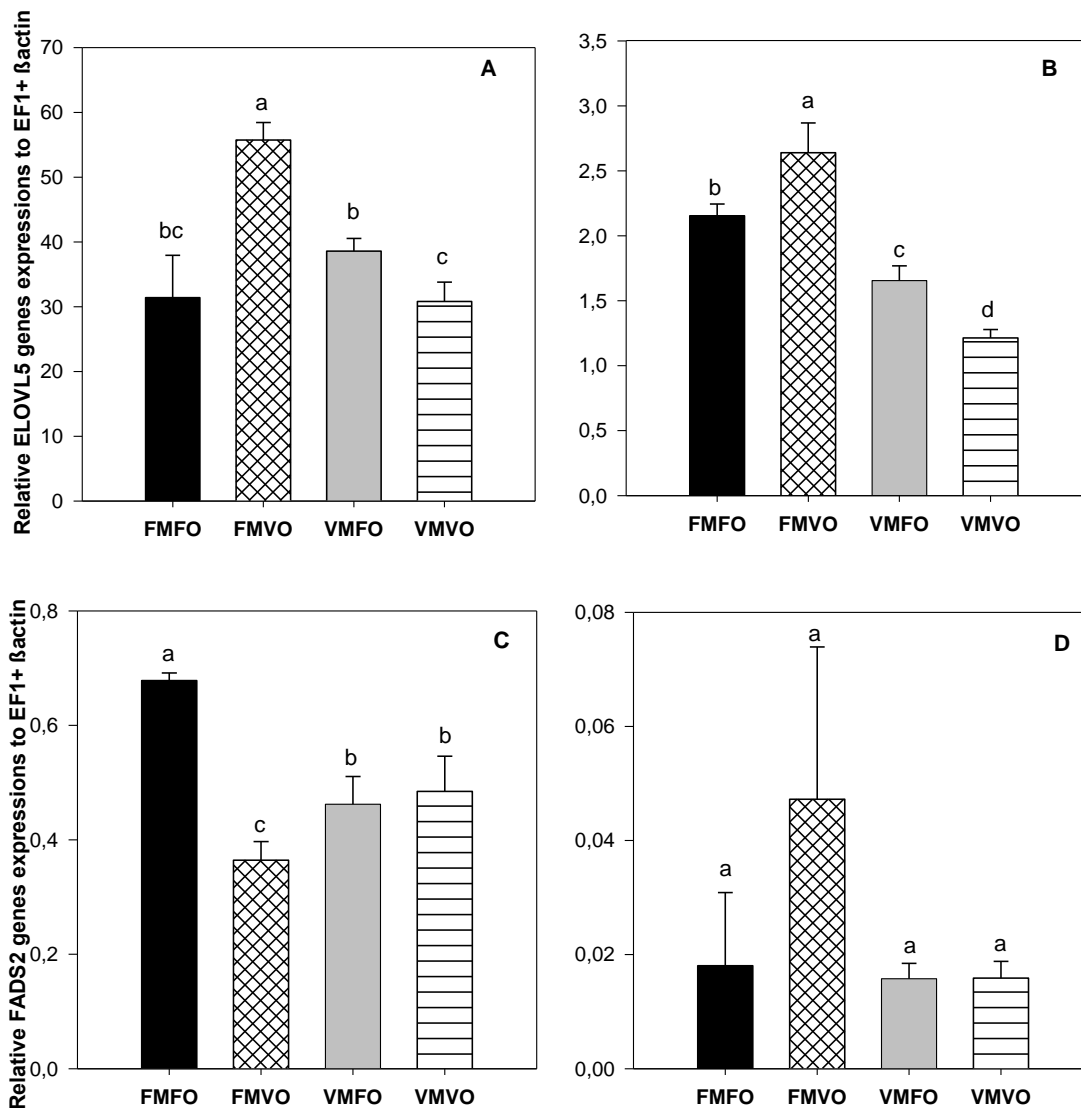 Relative ELOVL5 genes expressions to EF1+ ßactin
70
60
50
40
30
20
10
0
A
bc
a
b
c
FMFO FMVO VMFO VMVO
3,5
3,0
2,5
2,0
1,5
1,0
0,5
0,0
B
b
a
c
d
FMFO FMVO VMFO VMVO
Relative FADS2 genes expressions to EF1+ ßactin
0,8
0,6
0,4
0,2
0,0
C
a
c
b
b
FMFO FMVO VMFO VMVO
0,08
0,06
0,04
0,02
0,00
D
a
a
a
a
FMFO FMVO VMFO VMVO